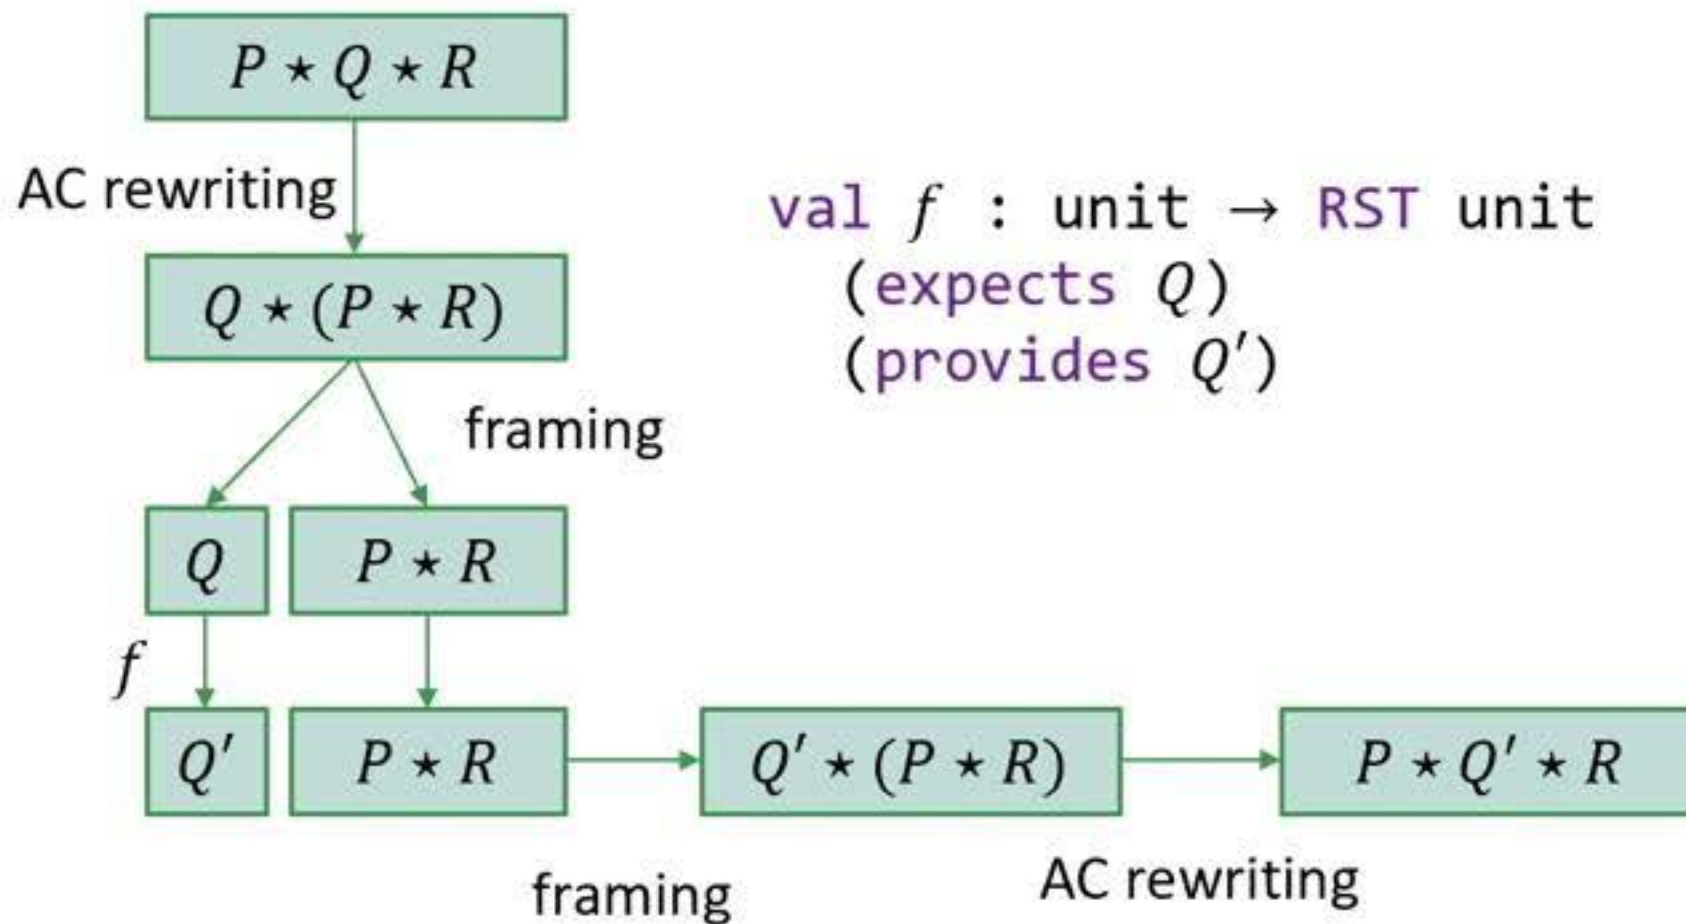 P ⋆ Q ⋆ R
AC rewriting
Q ⋆ (P ⋆ R)
framing
Q
P ⋆ R
f
Q′
P ⋆ R
Q′ ⋆ (P ⋆ R)
P ⋆ Q′ ⋆ R
framing
AC rewriting
val f : unit → RST unit
(expects Q)
(provides Q′)